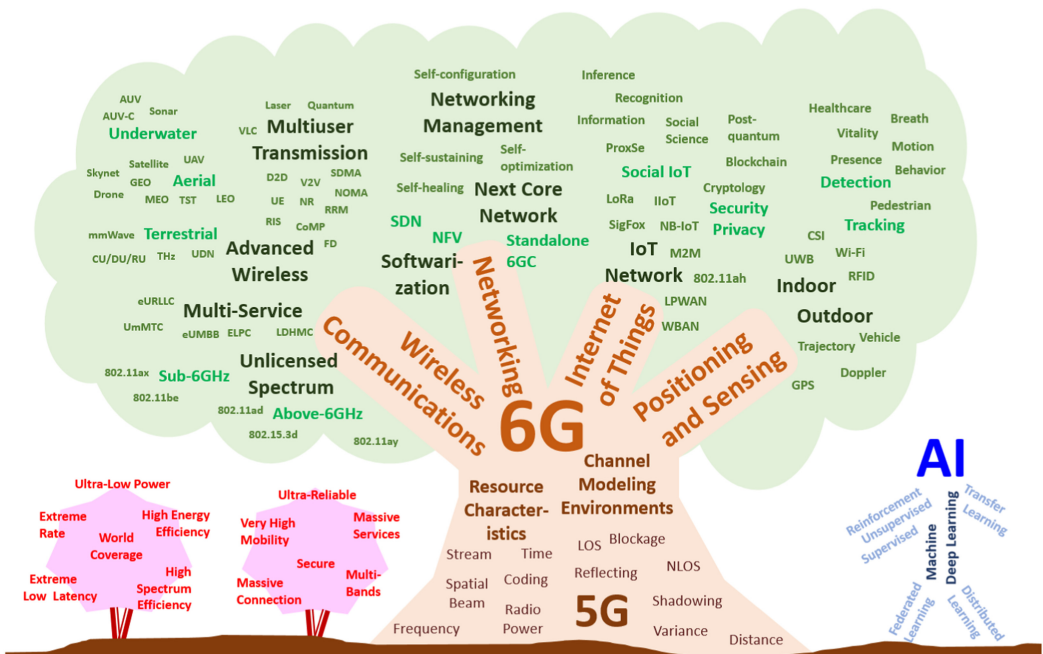 Self-configuration
Networking
Management
Self-sustaining
Self-
optimization
Self-healing
Next Core
Network
SDN
NFV
Standalone
6GC
Softwari-
zation
AUV
AUV-C
Sonar
Underwater
Satellite
UAV
Skynet
GEO
Aerial
Drone
MEO
TST
LEO
mmWave
Terrestrial
CU/DU/RU
THz
UDN
Laser
Quantum
VLC
Multiuser
Transmission
D2D
V2V
SDMA
UE
NR
NOMA
RRM
RIS
CoMP
FD
Advanced
Wireless
eURLLC
Multi-Service
UmMTC
eUMBB
ELPC
LDHMC
Unlicensed
Spectrum
802.11ax
Sub-6GHz
802.11be
802.11ad
Above-6GHz
802.15.3d
802.11ay
Inference
Recognition
Information
Social
Science
Post-
quantum
ProxSe
Blockchain
Social IoT
Cryptology
LoRa
IIoT
Security
Privacy
SigFox
NB-IoT
IoT
Network
M2M
802.11ah
LPWAN
WBAN
Healthcare
Breath
Vitality
Motion
Presence
Behavior
Detection
Pedestrian
Tracking
CSI
UWB
Wi-Fi
RFID
Indoor
Outdoor
Trajectory
Vehicle
Doppler
GPS
Wireless
Communications
Networking
Internet
of Things
Positioning
and Sensing
6G
Resource
Character-
istics
Channel
Modeling
Environments
Stream
Time
Spatial
Beam
Coding
Radio
Power
Frequency
LOS
Blockage
Reflecting
NLOS
5G
Shadowing
Variance
Distance
Ultra-Low Power
Extreme
Rate
High Energy
Efficiency
World
Coverage
Extreme
Low Latency
High
Spectrum
Efficiency
Ultra-Reliable
Very High
Mobility
Massive
Services
Secure
Massive
Connection
Multi-
Bands
AI
Reinforcement
Unsupervised
Supervised
Machine
Deep Learning
Transfer
Learning
Federated
Learning
Distributed
Learning